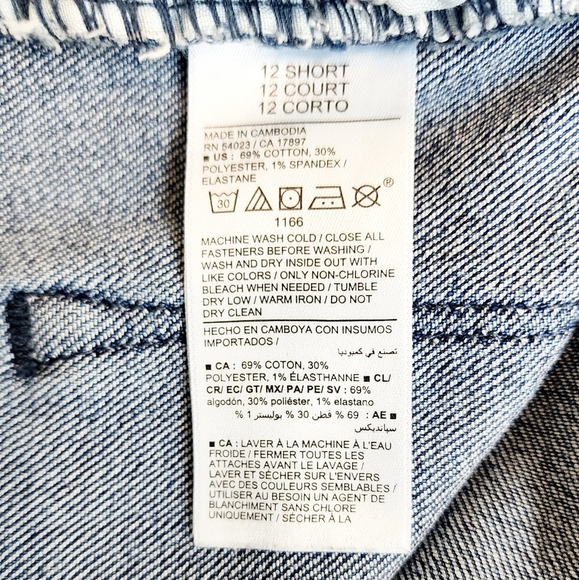 12 SHORT
12 COURT
12 CORTO
MADE IN CAMBODIA
RN 54023 / CA 17897
■ US : 69% COTTON, 30%
POLYESTER, 1% SPANDEX /
ELASTANE
30 ®
1166
MACHINE WASH COLD / CLOSE ALL
FASTENERS BEFORE WASHING /
WASH AND DRY INSIDE OUT WITH
LIKE COLORS / ONLY NON-CHLORINE
BLEACH WHEN NEEDED / TUMBLE
DRY LOW / WARM IRON / DO NOT
DRY CLEAN
HECHO EN CAMBOYA CON INSUMOS
IMPORTADOS /
تصنع في كمبوديا
■ CA : 69% COTON, 30%
POLYESTER, 1% ÉLASTHANNE ■ CL/
CR/ EC/ GT/ MX/ PA/ PE/ SV : 69%
algodón, 30% poliéster, 1% elastano
■ AE : 69 % قطن 30 % بوليستر 1 %
سباندیكس
■ CA : LAVER À LA MACHINE À L'EAU
FROIDE / FERMER TOUTES LES
ATTACHES AVANT LE LAVAGE /
LAVER ET SÉCHER SUR L'ENVERS
AVEC DES COULEURS SEMBLABLES /
UTILISER AU BESOIN UN AGENT DE
BLANCHIMENT SANS CHLORE
UNIQUEMENT / SÉCHER À LA